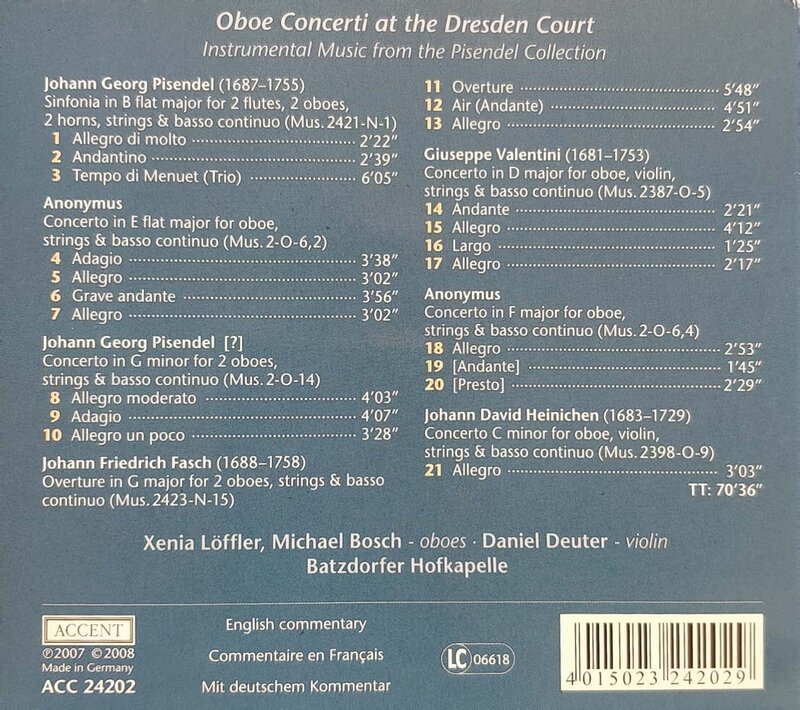 Oboe Concerti at the Dresden Court
Instrumental Music from the Pisendel Collection
Johann Georg Pisendel (1687–1755)
Sinfonia in B flat major for 2 flutes, 2 oboes,
2 horns, strings & basso continuo (Mus. 2421-N-1)
1 Allegro di molto 2’22’’
2 Andantino 2’39’’
3 Tempo di Menuet (Trio) 6’05’’
Anonymus
Concerto in E flat major for oboe,
strings & basso continuo (Mus. 2-O-6,2)
4 Adagio 3’38’’
5 Allegro 3’02’’
6 Grave andante 3’56’’
7 Allegro 3’02’’
Johann Georg Pisendel [?]
Concerto in G minor for 2 oboes,
strings & basso continuo (Mus. 2-O-14)
8 Allegro moderato 4’03’’
9 Adagio 4’07’’
10 Allegro un poco 3’28’’
Johann Friedrich Fasch (1688–1758)
Overture in G major for 2 oboes, strings & basso
continuo (Mus. 2423-N-15)
11 Overture 5’48’’
12 Air (Andante) 4’51’’
13 Allegro 2’54’’
Giuseppe Valentini (1681–1753)
Concerto in D major for oboe, violin,
strings & basso continuo (Mus. 2387-O-5)
14 Andante 2’21’’
15 Allegro 4’12’’
16 Largo 1’25’’
17 Allegro 2’17’’
Anonymus
Concerto in F major for oboe,
strings & basso continuo (Mus. 2-O-6,4)
18 Allegro 2’53’’
19 [Andante] 1’45’’
20 [Presto] 2’29’’
Johann David Heinichen (1683–1729)
Concerto C minor for oboe, violin,
strings & basso continuo (Mus. 2398-O-9)
21 Allegro 3’03’’
TT: 70’36’’
Xenia Löffler, Michael Bosch - oboes · Daniel Deuter - violin
Batzdorfer Hofkapelle
ACCENT
℗2007 ©2008
Made in Germany
ACC 24202
English commentary
Commentaire en Français
Mit deutschem Kommentar
LC 06618
4 015023 242029